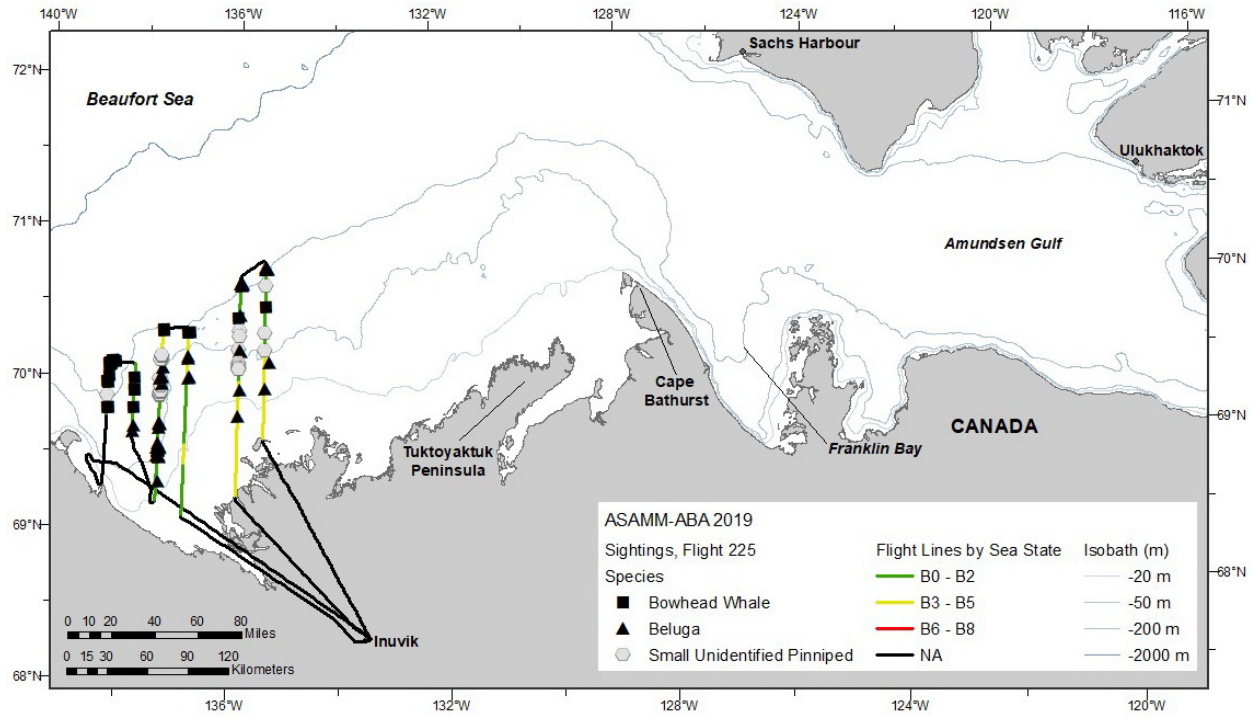 140°W 136°W 132°W 128°W 124°W 120°W 116°W
Sachs Harbour
72°N
Beaufort Sea
71°N
Ulukhaktok
71°N
Amundsen Gulf
70°N
70°N
Cape
Bathurst
69°N
CANADA
Tuktoyaktuk
Peninsula
Franklin Bay
69°N
ASAMM-ABA 2019
Sightings, Flight 225
Species
Bowhead Whale
Beluga
Small Unidentified Pinniped
Flight Lines by Sea State
B0 - B2
B3 - B5
B6 - B8
NA
Isobath (m)
-20 m
-50 m
-200 m
-2000 m
68°N
0 10 20 40 60 80
Miles
Inuvik
0 15 30 60 90 120
Kilometers
68°N
136°W 132°W 128°W 124°W 120°W